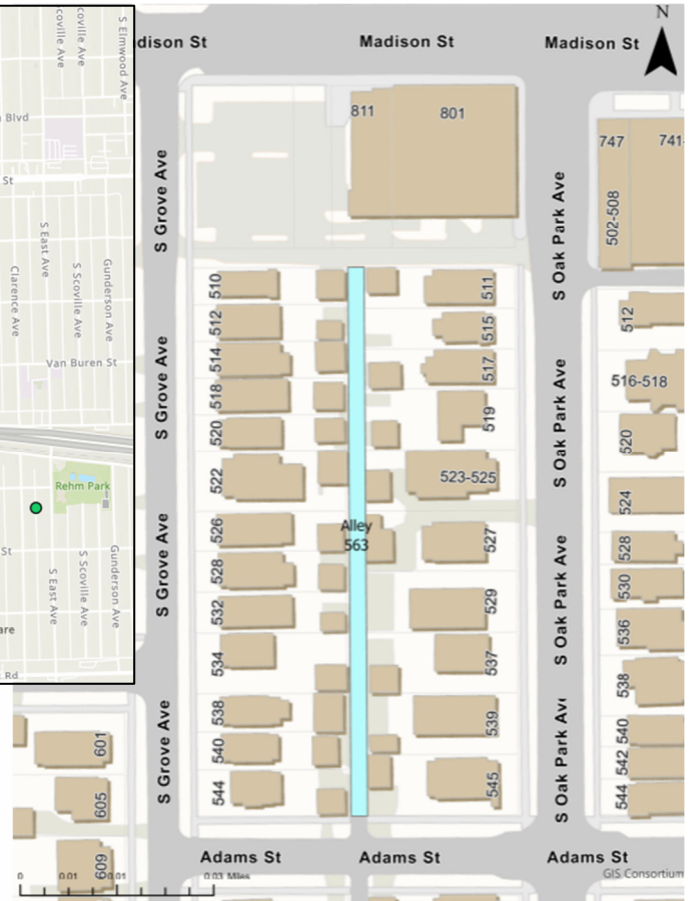 Scoville Ave
S Elmwood Ave
Blvd
St
S East Ave
S Scoville Ave
Gunderson Ave
Clarence Ave
Van Buren St
Rehm Park
St
S East Ave
S Scoville Ave
Gunderson Ave
are
Rd
N
dison St
Madison St
Madison St
811
801
747
741-
502-508
S Grove Ave
S Oak Park Ave
510
511
512
512
515
514
517
S Grove Ave
S Oak Park Ave
516-518
518
519
520
520
522
523-525
524
Alley
563
526
527
528
528
S Grove Ave
S Oak Park Ave
530
532
529
536
534
537
538
538
539
S Grove Ave
S Oak Park Ave
540
540
542
544
545
544
601
605
609
Adams St
Adams St
Adams St
0
0.01
0.01
0.03 Miles
GIS Consortium